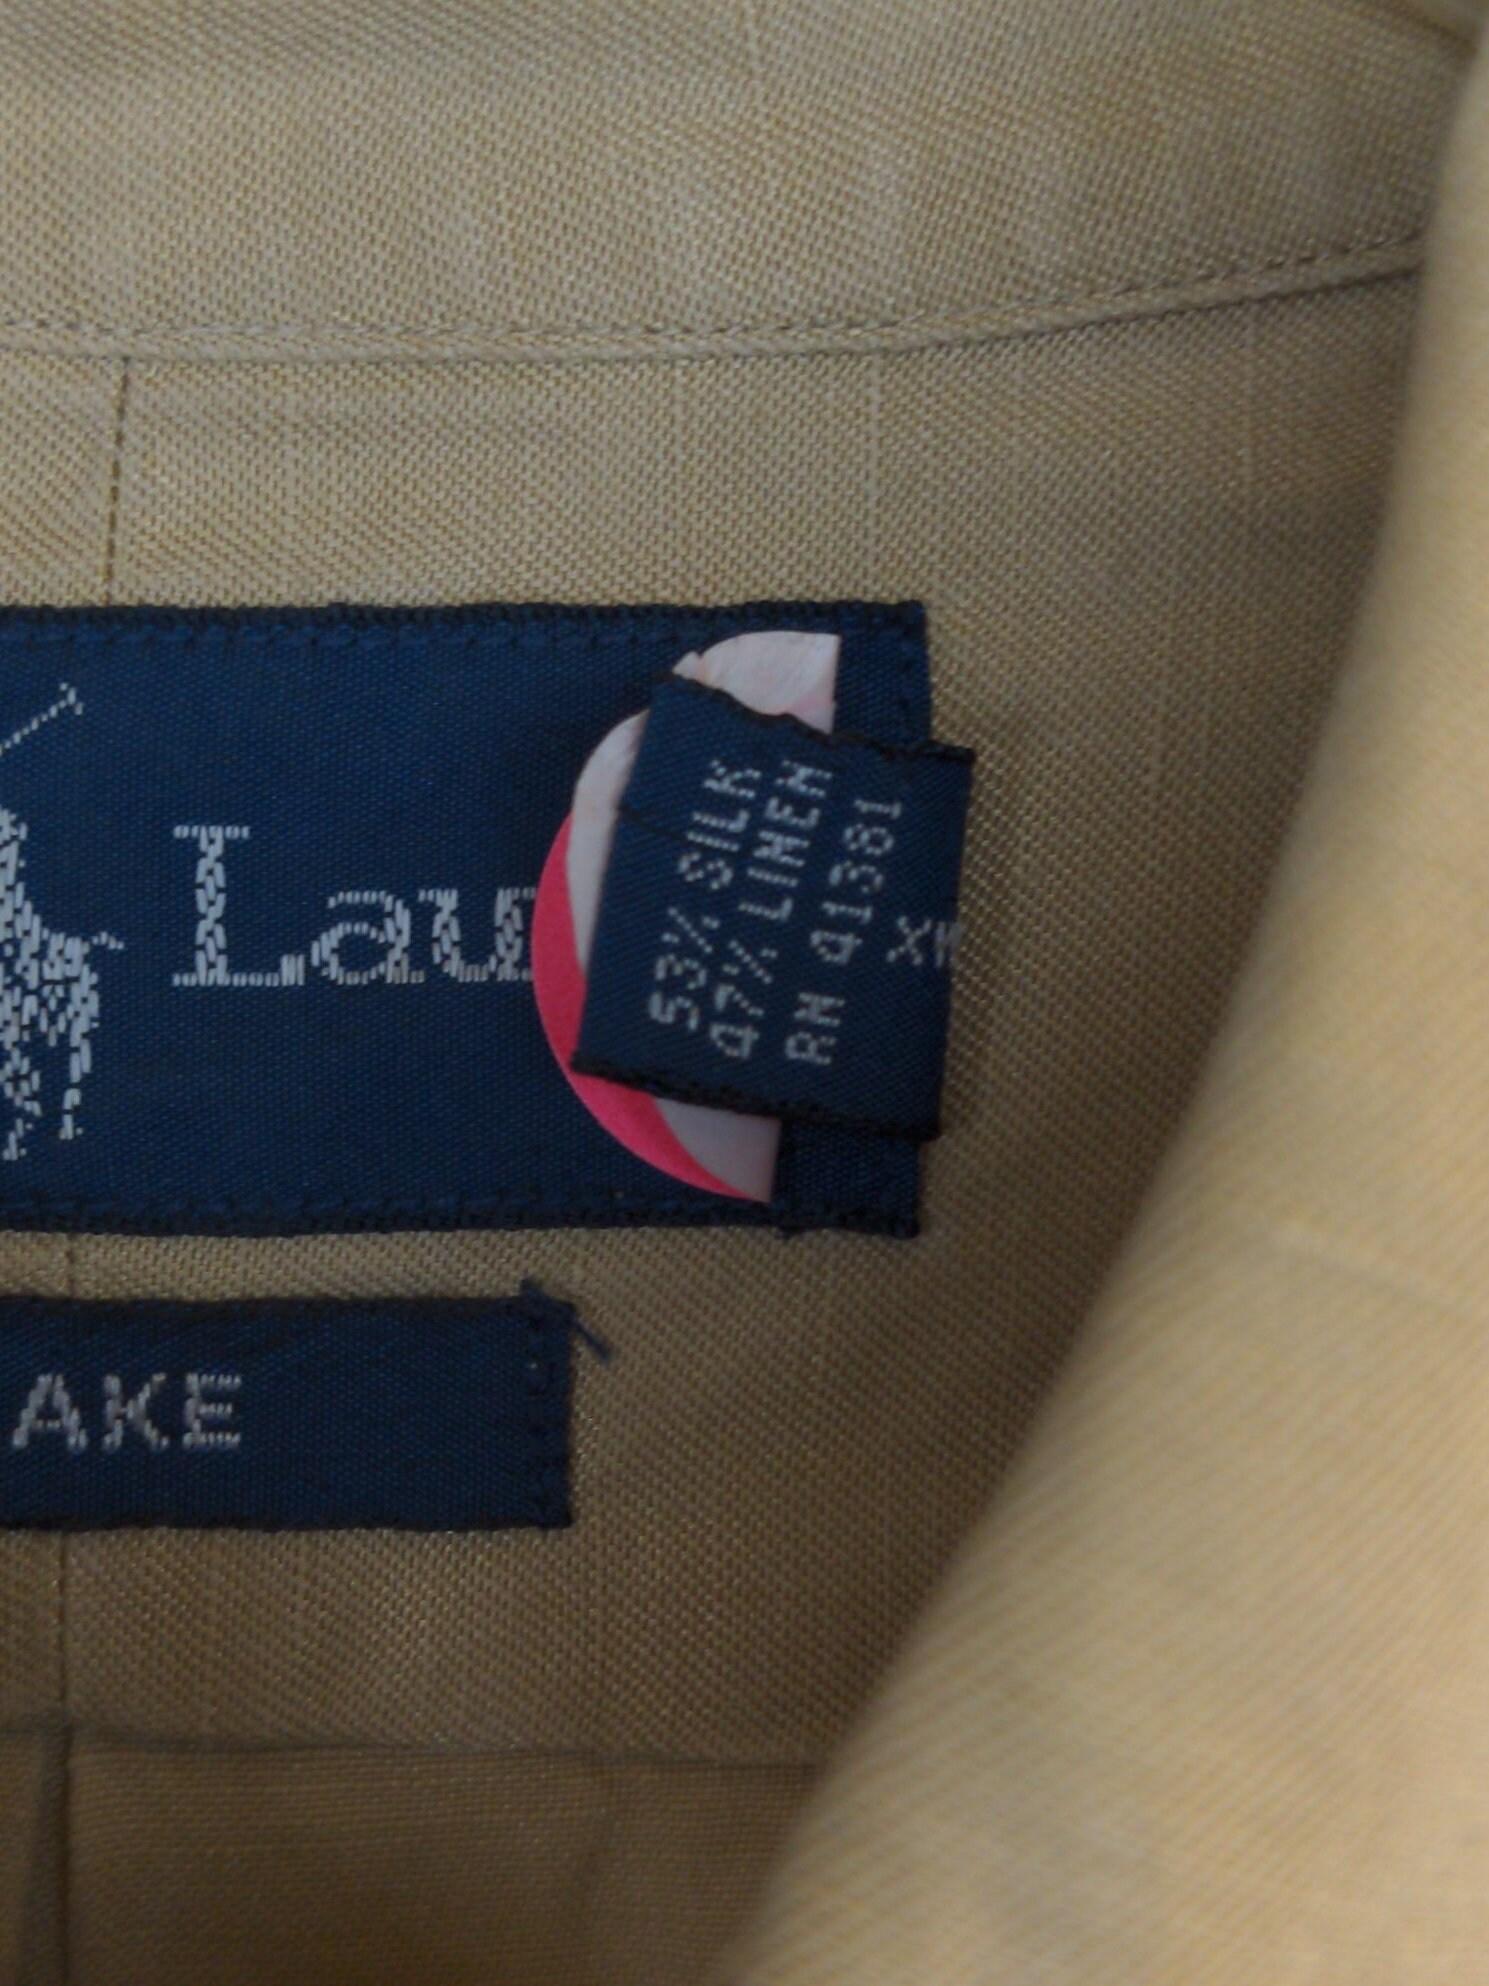 Lau
53% SILK
47% LINEN
RN 41381
AKE